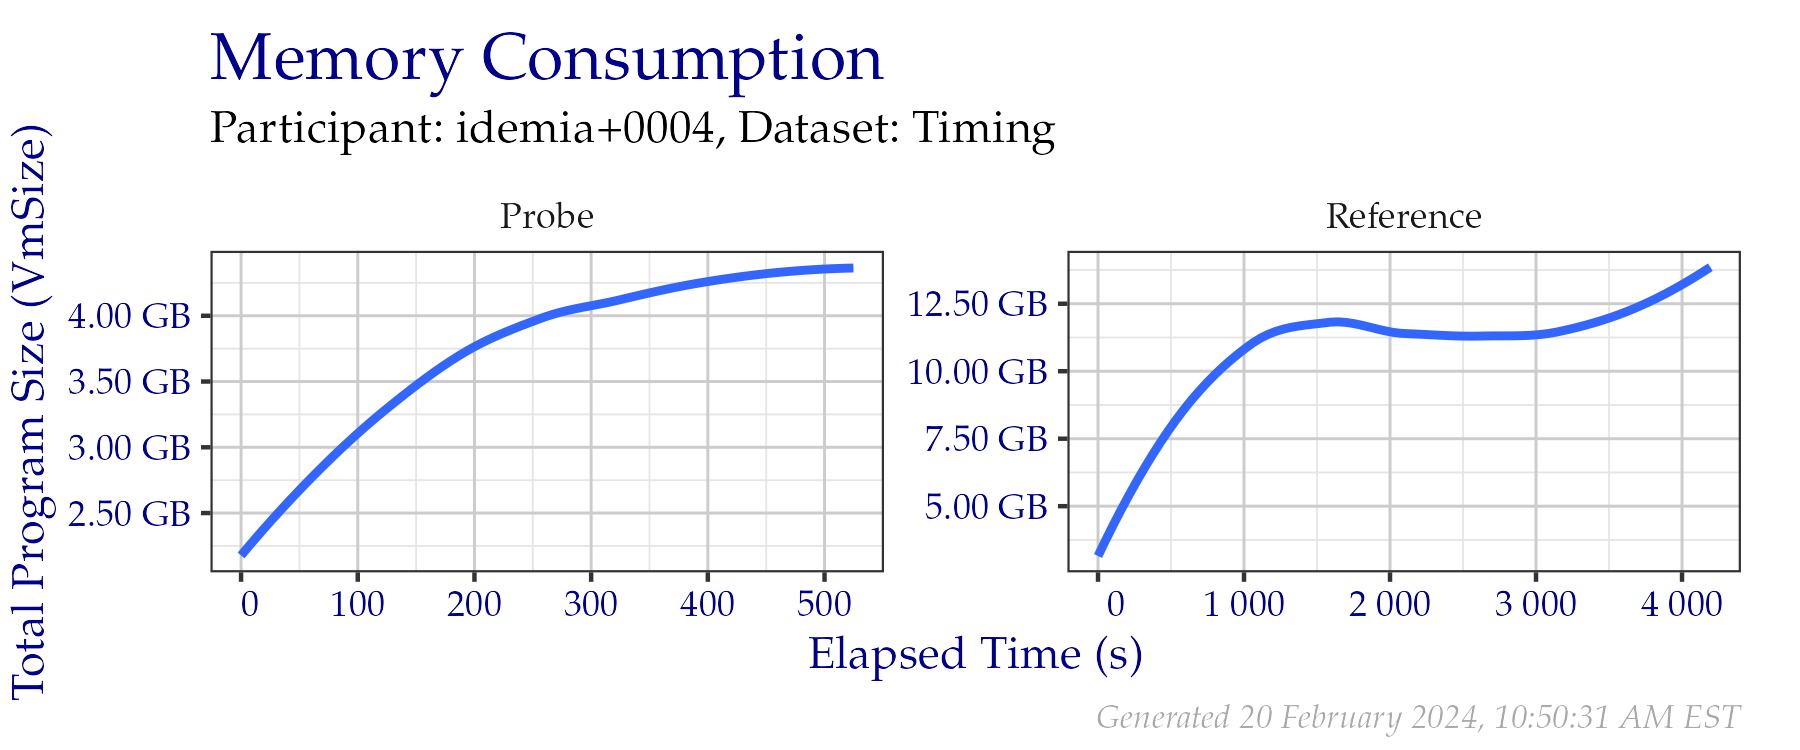 Memory Consumption
Participant: idemia+0004, Dataset: Timing
Total Program Size (VmSize)
Probe
4.00 GB
3.50 GB
3.00 GB
2.50 GB
0 100 200 300 400 500
Reference
12.50 GB
10.00 GB
7.50 GB
5.00 GB
0 1 000 2 000 3 000 4 000
Elapsed Time (s)
Generated 20 February 2024, 10:50:31 AM EST